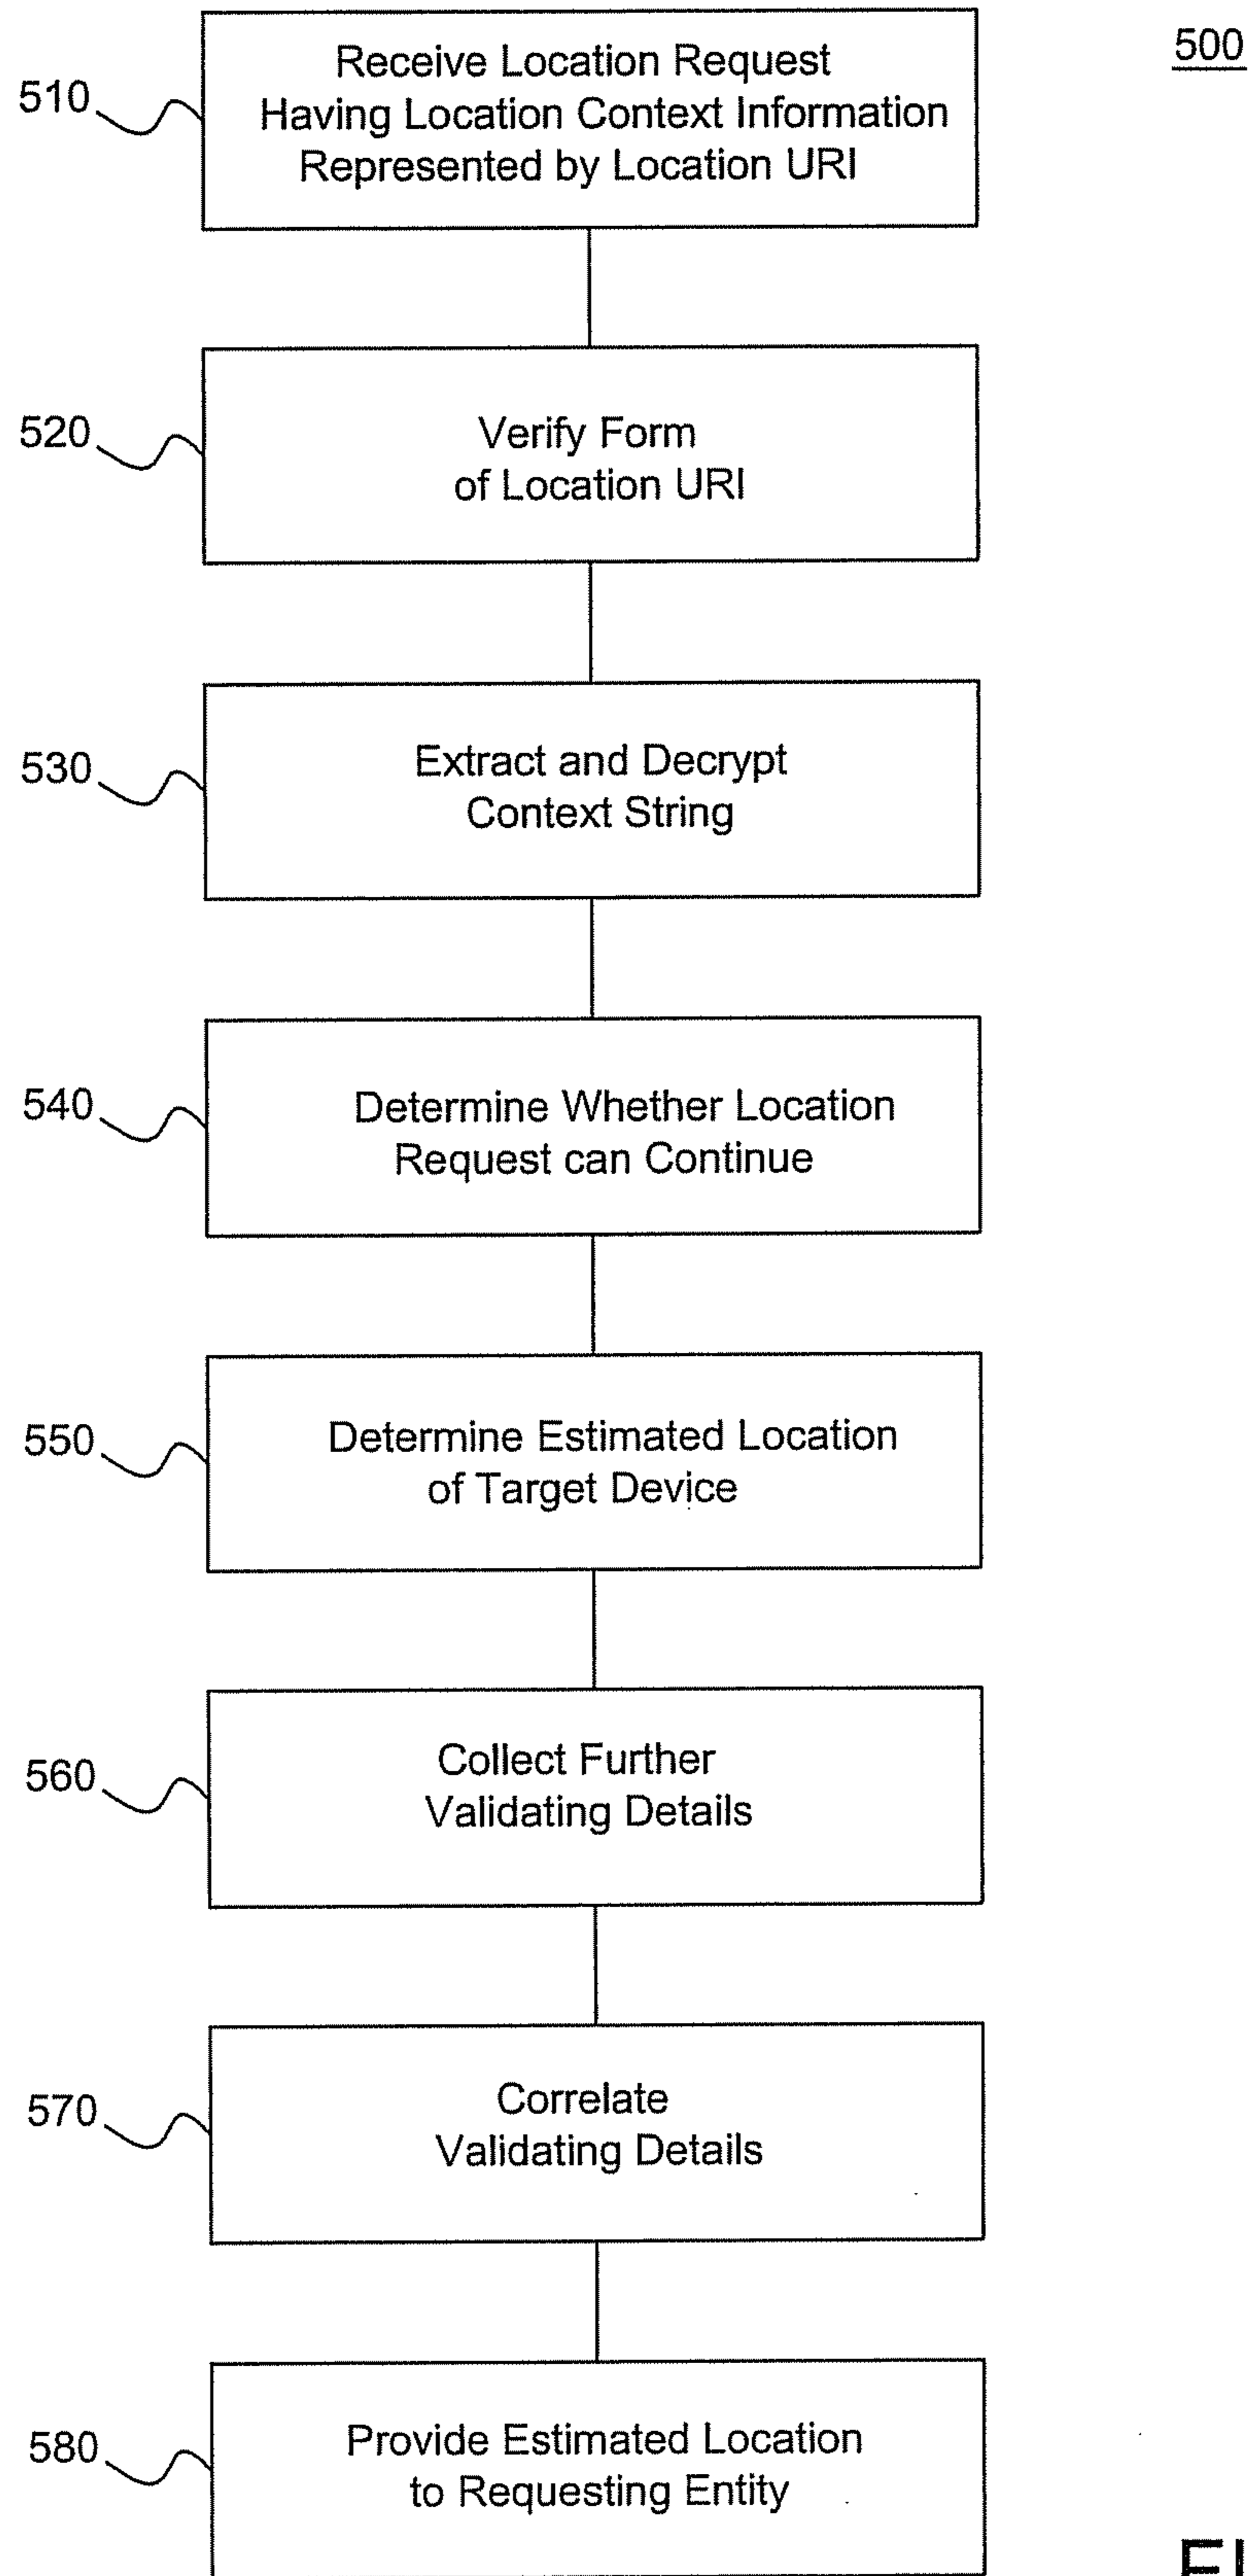 500
510
Receive Location Request
Having Location Context Information
Represented by Location URI
520
Verify Form
of Location URI
530
Extract and Decrypt
Context String
540
Determine Whether Location
Request can Continue
550
Determine Estimated Location
of Target Device
560
Collect Further
Validating Details
570
Correlate
Validating Details
580
Provide Estimated Location
to Requesting Entity